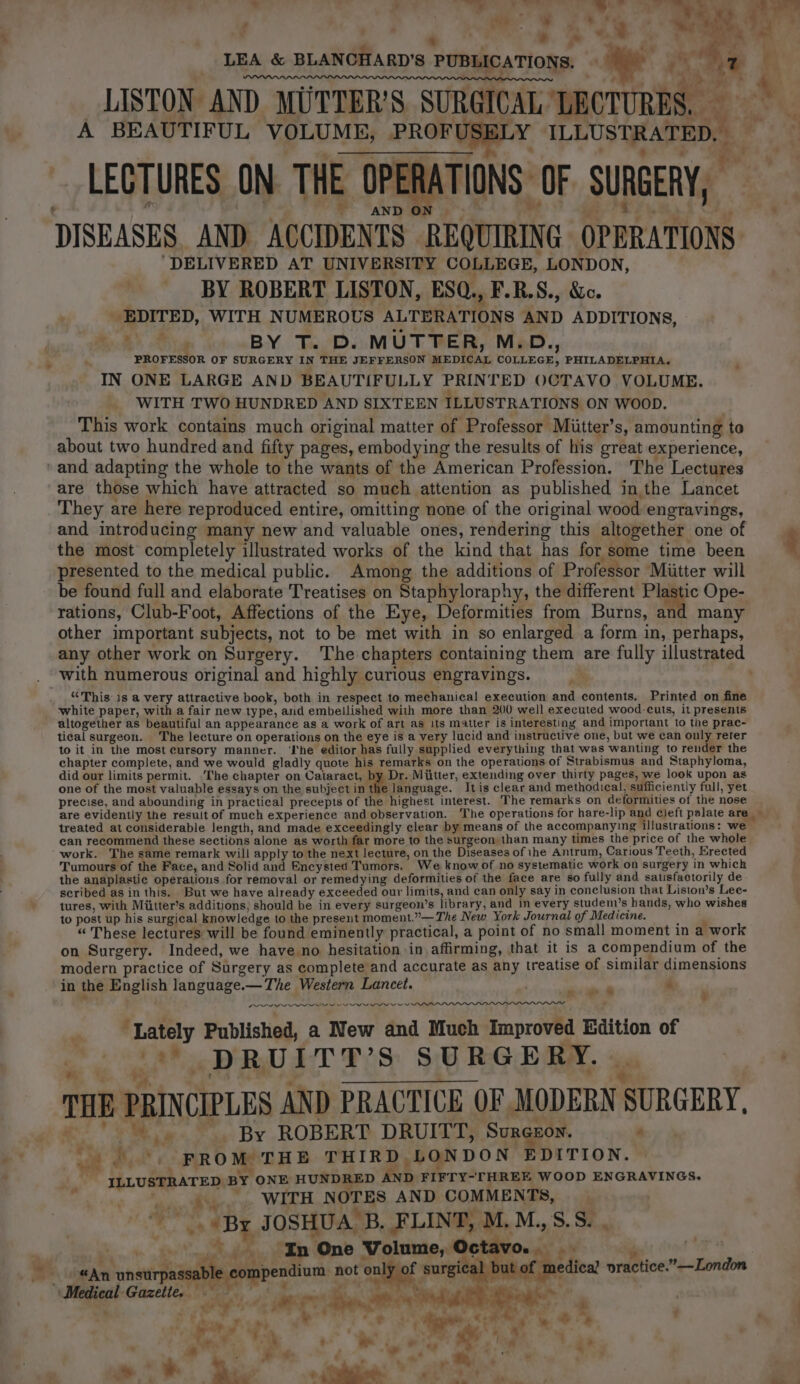 LEA & BLANCHARD'S PUBLICATIONS. 7
LISTON AND MÜTTER'S SURGICAL LECTURES.
A BEAUTIFUL VOLUME, PROFUSELY ILLUSTRATED.
LECTURES ON THE OPERATIONS OF SURGERY,
AND ON
DISEASES AND ACCIDENTS REQUIRING OPERATIONS
DELIVERED AT UNIVERSITY COLLEGE, LONDON,
BY ROBERT LISTON, ESQ., F.R.S., &c.
EDITED, WITH NUMEROUS ALTERATIONS AND ADDITIONS,
BY T. D. MUTTER, M.D.,
PROFESSOR OF SURGERY IN THE JEFFERSON MEDICAL COLLEGE, PHILADELPHIA.
IN ONE LARGE AND BEAUTIFULLY PRINTED OCTAVO VOLUME.
WITH TWO HUNDRED AND SIXTEEN ILLUSTRATIONS ON WOOD.
This work contains much original matter of Professor Mütter's, amounting to
about two hundred and fifty pages, embodying the results of his great experience,
and adapting the whole to the wants of the American Profession. The Lectures
are those which have attracted so much attention as published in the Lancet
They are here reproduced entire, omitting none of the original wood engravings,
and introducing many new and valuable ones, rendering this altogether one of
the most completely illustrated works of the kind that has for some time been
presented to the medical public. Among the additions of Professor Mütter will
be found full and elaborate Treatises on Staphyloraphy, the different Plastic Ope-
rations, Club-Foot, Affections of the Eye, Deformities from Burns, and many
other important subjects, not to be met with in so enlarged a form in, perhaps,
any other work on Surgery. The chapters containing them are fully illustrated
with numerous original and highly curious engravings.
"This is a very attractive book, both in respect to mechanical execution and contents. Printed on fine
white paper, with a fair new type, and embellished with more than 200 well executed wood-cuts, it presents
altogether as beautiful an appearance as a work of art as its matter is interesting and important to the prac-
tical surgeon. The lecture on operations on the eye is a very lucid and instructive one, but we can only refer
to it in the most cursory manner. The editor has fully supplied everything that was wanting to render the
chapter complete, and we would gladly quote his remarks on the operations of Strabismus and Staphyloma,
did our limits permit. The chapter on Cataract, by Dr. Mütter, extending over thirty pages, we look upon as
one of the most valuable essays on the subject in the language. It is clear and methodical, sufficiently full, yet
precise, and abounding in practical precepts of the highest interest. The remarks on deformities of the nose
are evidently the result of much experience and observation. The operations for hare-lip and cleft palate are
treated at considerable length, and made exceedingly clear by means of the accompanying illustrations: we
can recommend these sections alone as worth far more to the surgeon than many times the price of the whole
work. The same remark will apply to the next lecture, on the Diseases of the Antrum, Carious Teeth, Erected
Tumours of the Face, and Solid and Encysted Tumors. We know of no systematic work on surgery in which
the anaplastic operations for removal or remedying deformities of the face are so fully and satisfactorily de
scribed as in this. But we have already exceeded our limits, and can only say in conclusion that Liston's Lec-
tures, with Mütter's additions, should be in every surgeon's library, and in every student's hands, who wishes
to post up his surgical knowledge to the present moment."—The New York Journal of Medicine.
"These lectures will be found eminently practical, a point of no small moment in a work
on Surgery. Indeed, we have no hesitation in affirming, that it is a compendium of the
modern practice of Surgery as complete and accurate as any treatise of similar dimensions
in the English language.—The Western Lancet.
Lately Published, a New and Much Improved Edition of
DRUITT'S SURGERY.
THE PRINCIPLES AND PRACTICE OF MODERN SURGERY,
By ROBERT DRUITT, SURGEON.
FROM THE THIRD LONDON EDITION.
ILLUSTRATED BY ONE HUNDRED AND FIFTY-THREE WOOD ENGRAVINGS.
WITH NOTES AND COMMENTS,
By JOSHUA B. FLINT, M. M., S. S.
In One Volume, Octavo.
"An unsurpassable compendium not only of surgical but of medical practice."—London
Medical Gazette.